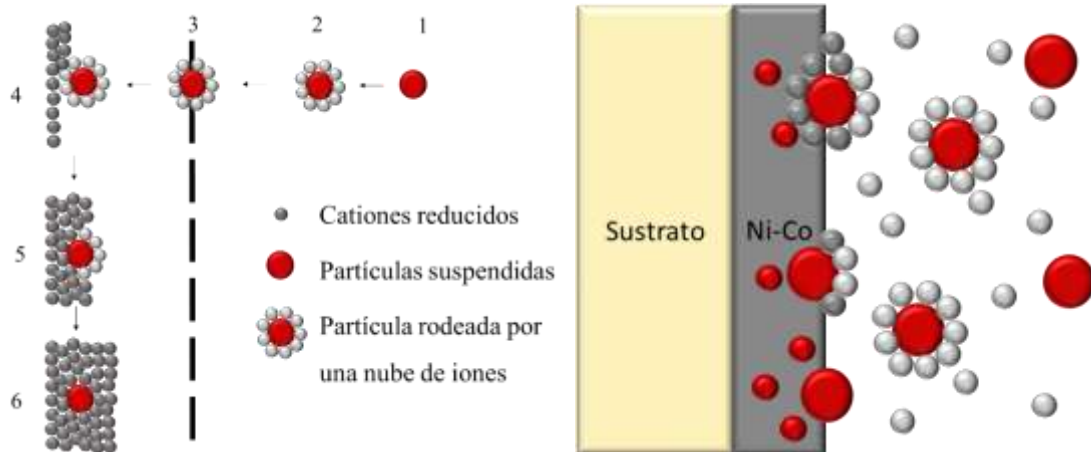 3
2
1
4
5
6
Cationes reducidos
Partículas suspendidas
Partícula rodeada por
una nube de iones
Sustrato
Ni-Co